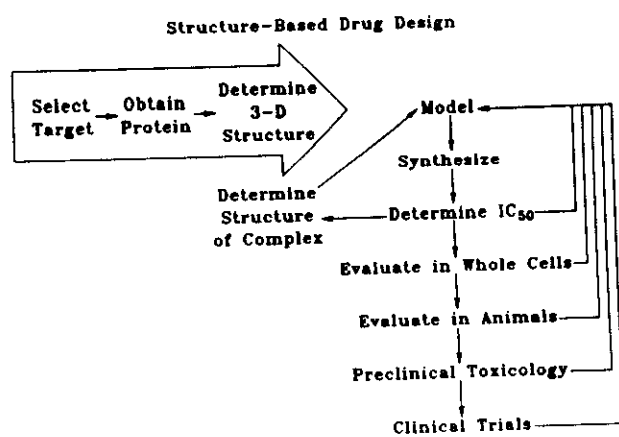 Structure-Based Drug Design
Select
Target
Obtain
Protein
Determine
3-D
Structure
Model
Synthesize
Determine IC50
Determine
Structure
of Complex
Evaluate in Whole Cells
Evaluate in Animals
Preclinical Toxicology
Clinical Trials